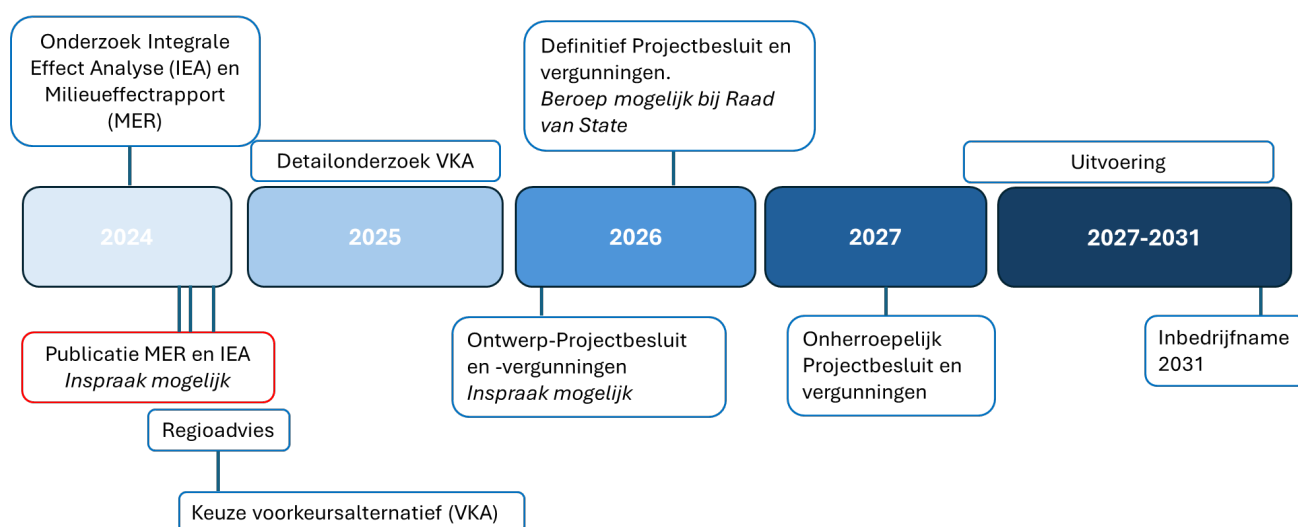 Onderzoek Integrale
Effect Analyse (IEA) en
Milieueffectrapport
(MER)
Definitief Projectbesluit en
vergunningen.
Beroep mogelijk bij Raad
van State
Detailonderzoek VKA
Uitvoering
2024
2025
2026
2027
2027-2031
Publicatie MER en IEA
Inspraak mogelijk
Ontwerp-Projectbesluit
en -vergunningen
Inspraak mogelijk
Onherroepelijk
Projectbesluit en
vergunningen
Inbedrijfname
2031
Regioadvies
Keuze voorkeursalternatief (VKA)